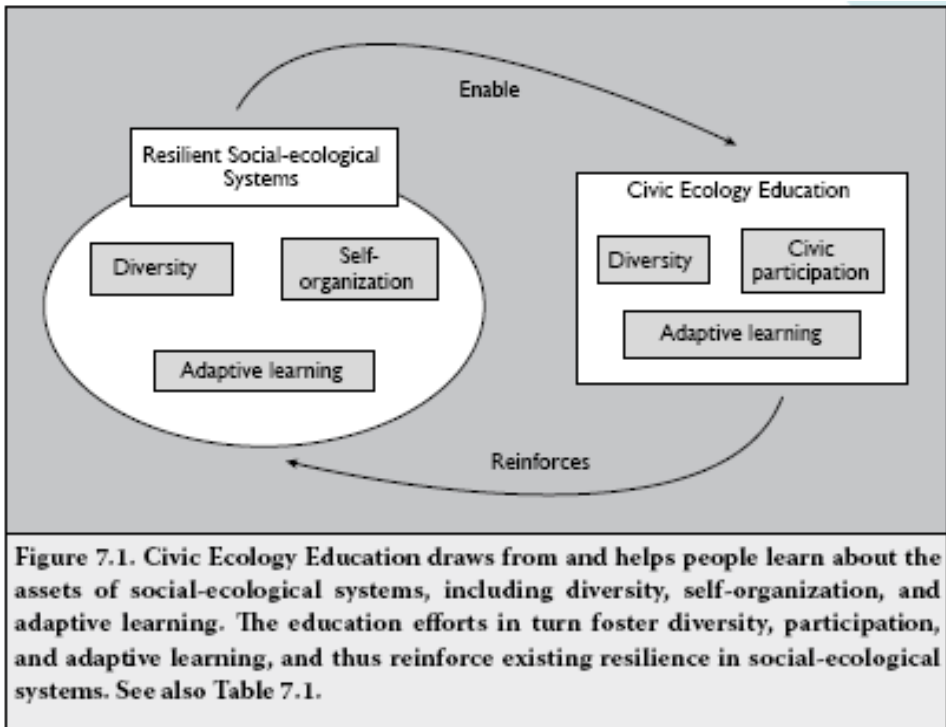 Enable
Resilient Social-ecological
Systems
Diversity
Self-
organization
Adaptive learning
Civic Ecology Education
Diversity
Civic
participation
Adaptive learning
Reinforces
Figure 7.1. Civic Ecology Education draws from and helps people learn about the
assets of social-ecological systems, including diversity, self-organization, and
adaptive learning. The education efforts in turn foster diversity, participation,
and adaptive learning, and thus reinforce existing resilience in social-ecological
systems. See also Table 7.1.